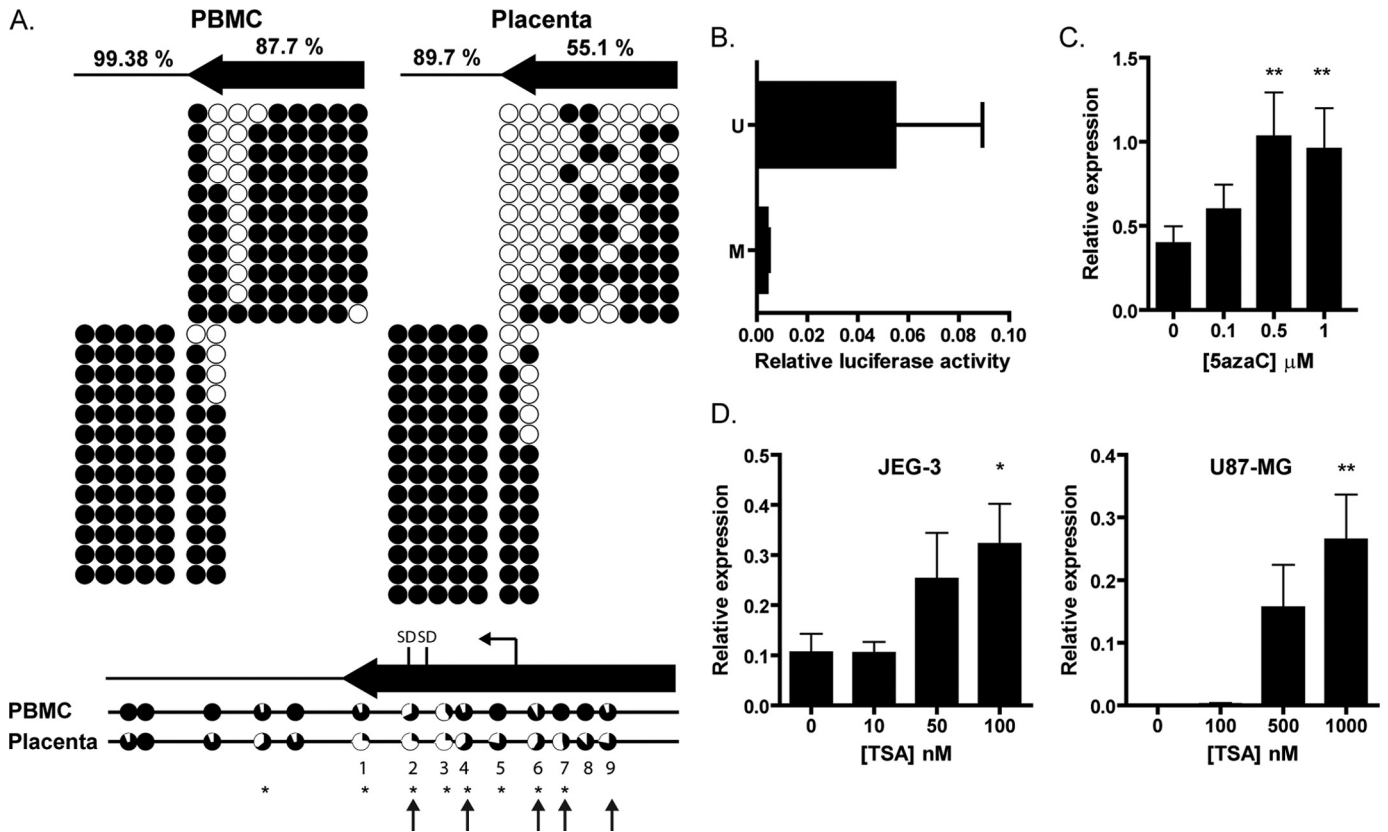 A.
PBMC
99.38 %
87.7 %
Placenta
89.7 %
55.1 %
SD SD
PBMC
Placenta
1 2 3 4 5 6 7 8 9
* * * * * * * *
B.
U
M
0.00 0.02 0.04 0.06 0.08 0.10
Relative luciferase activity
C.
Relative expression
1.5
1.0
0.5
0.0
** **
0 0.1 0.5 1
[5azaC] μM
D.
JEG-3
Relative expression
0.5
0.4
0.3
0.2
0.1
0.0
*
0 10 50 100
[TSA] nM
U87-MG
Relative expression
0.4
0.3
0.2
0.1
0.0
**
0 100 500 1000
[TSA] nM